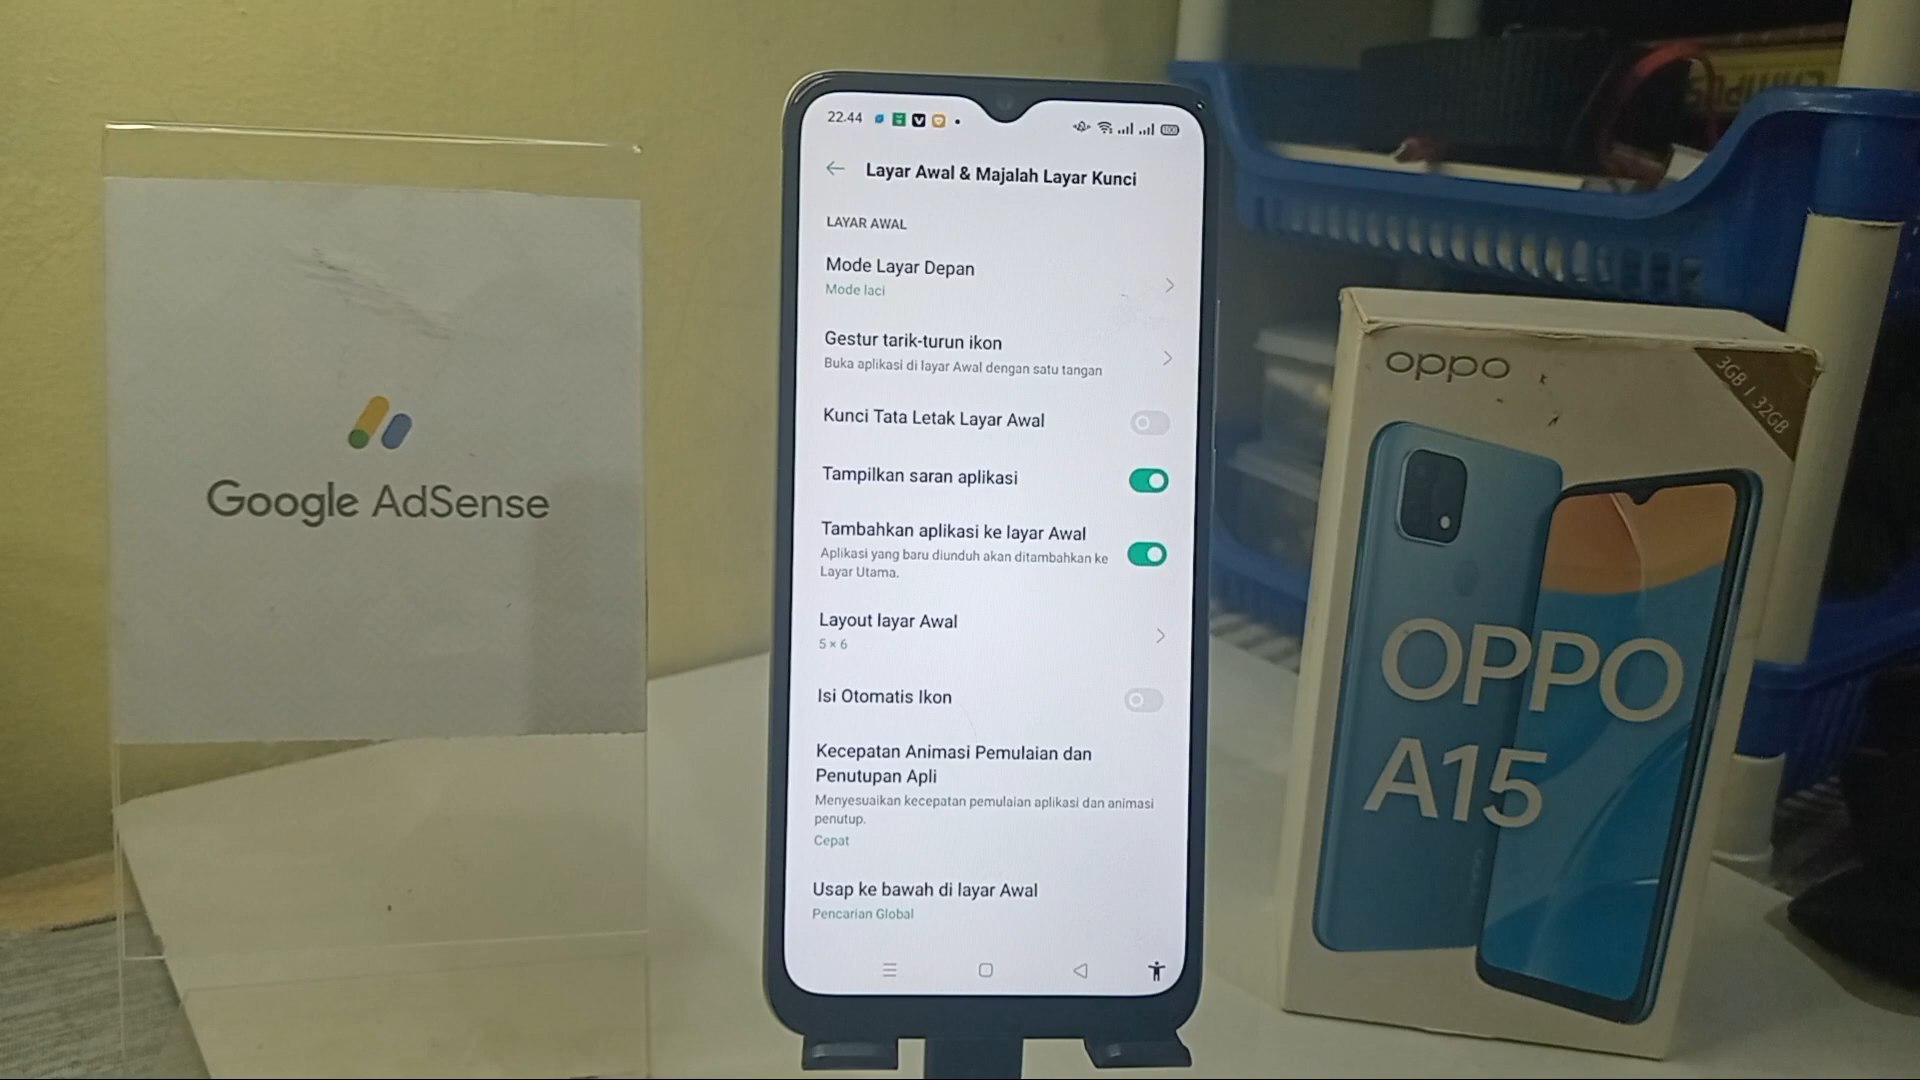 Google AdSense
22.44
100
Layar Awal & Majalah Layar Kunci
LAYAR AWAL
Mode Layar Depan
Mode laci
Gestur tarik-turun ikon
Buka aplikasi di layar Awal dengan satu tangan
Kunci Tata Letak Layar Awal
Tampilkan saran aplikasi
Tambahkan aplikasi ke layar Awal
Aplikasi yang baru diunduh akan ditambahkan ke
Layar Utama.
Layout layar Awal
5 × 6
Isi Otomatis Ikon
Kecepatan Animasi Pemulaian dan
Penutupan Apli
Menyesuaikan kecepatan pemulaian aplikasi dan animasi
penutup.
Cepat
Usap ke bawah di layar Awal
Pencarian Global
oppo
3GB | 32GB
OPPO
A15